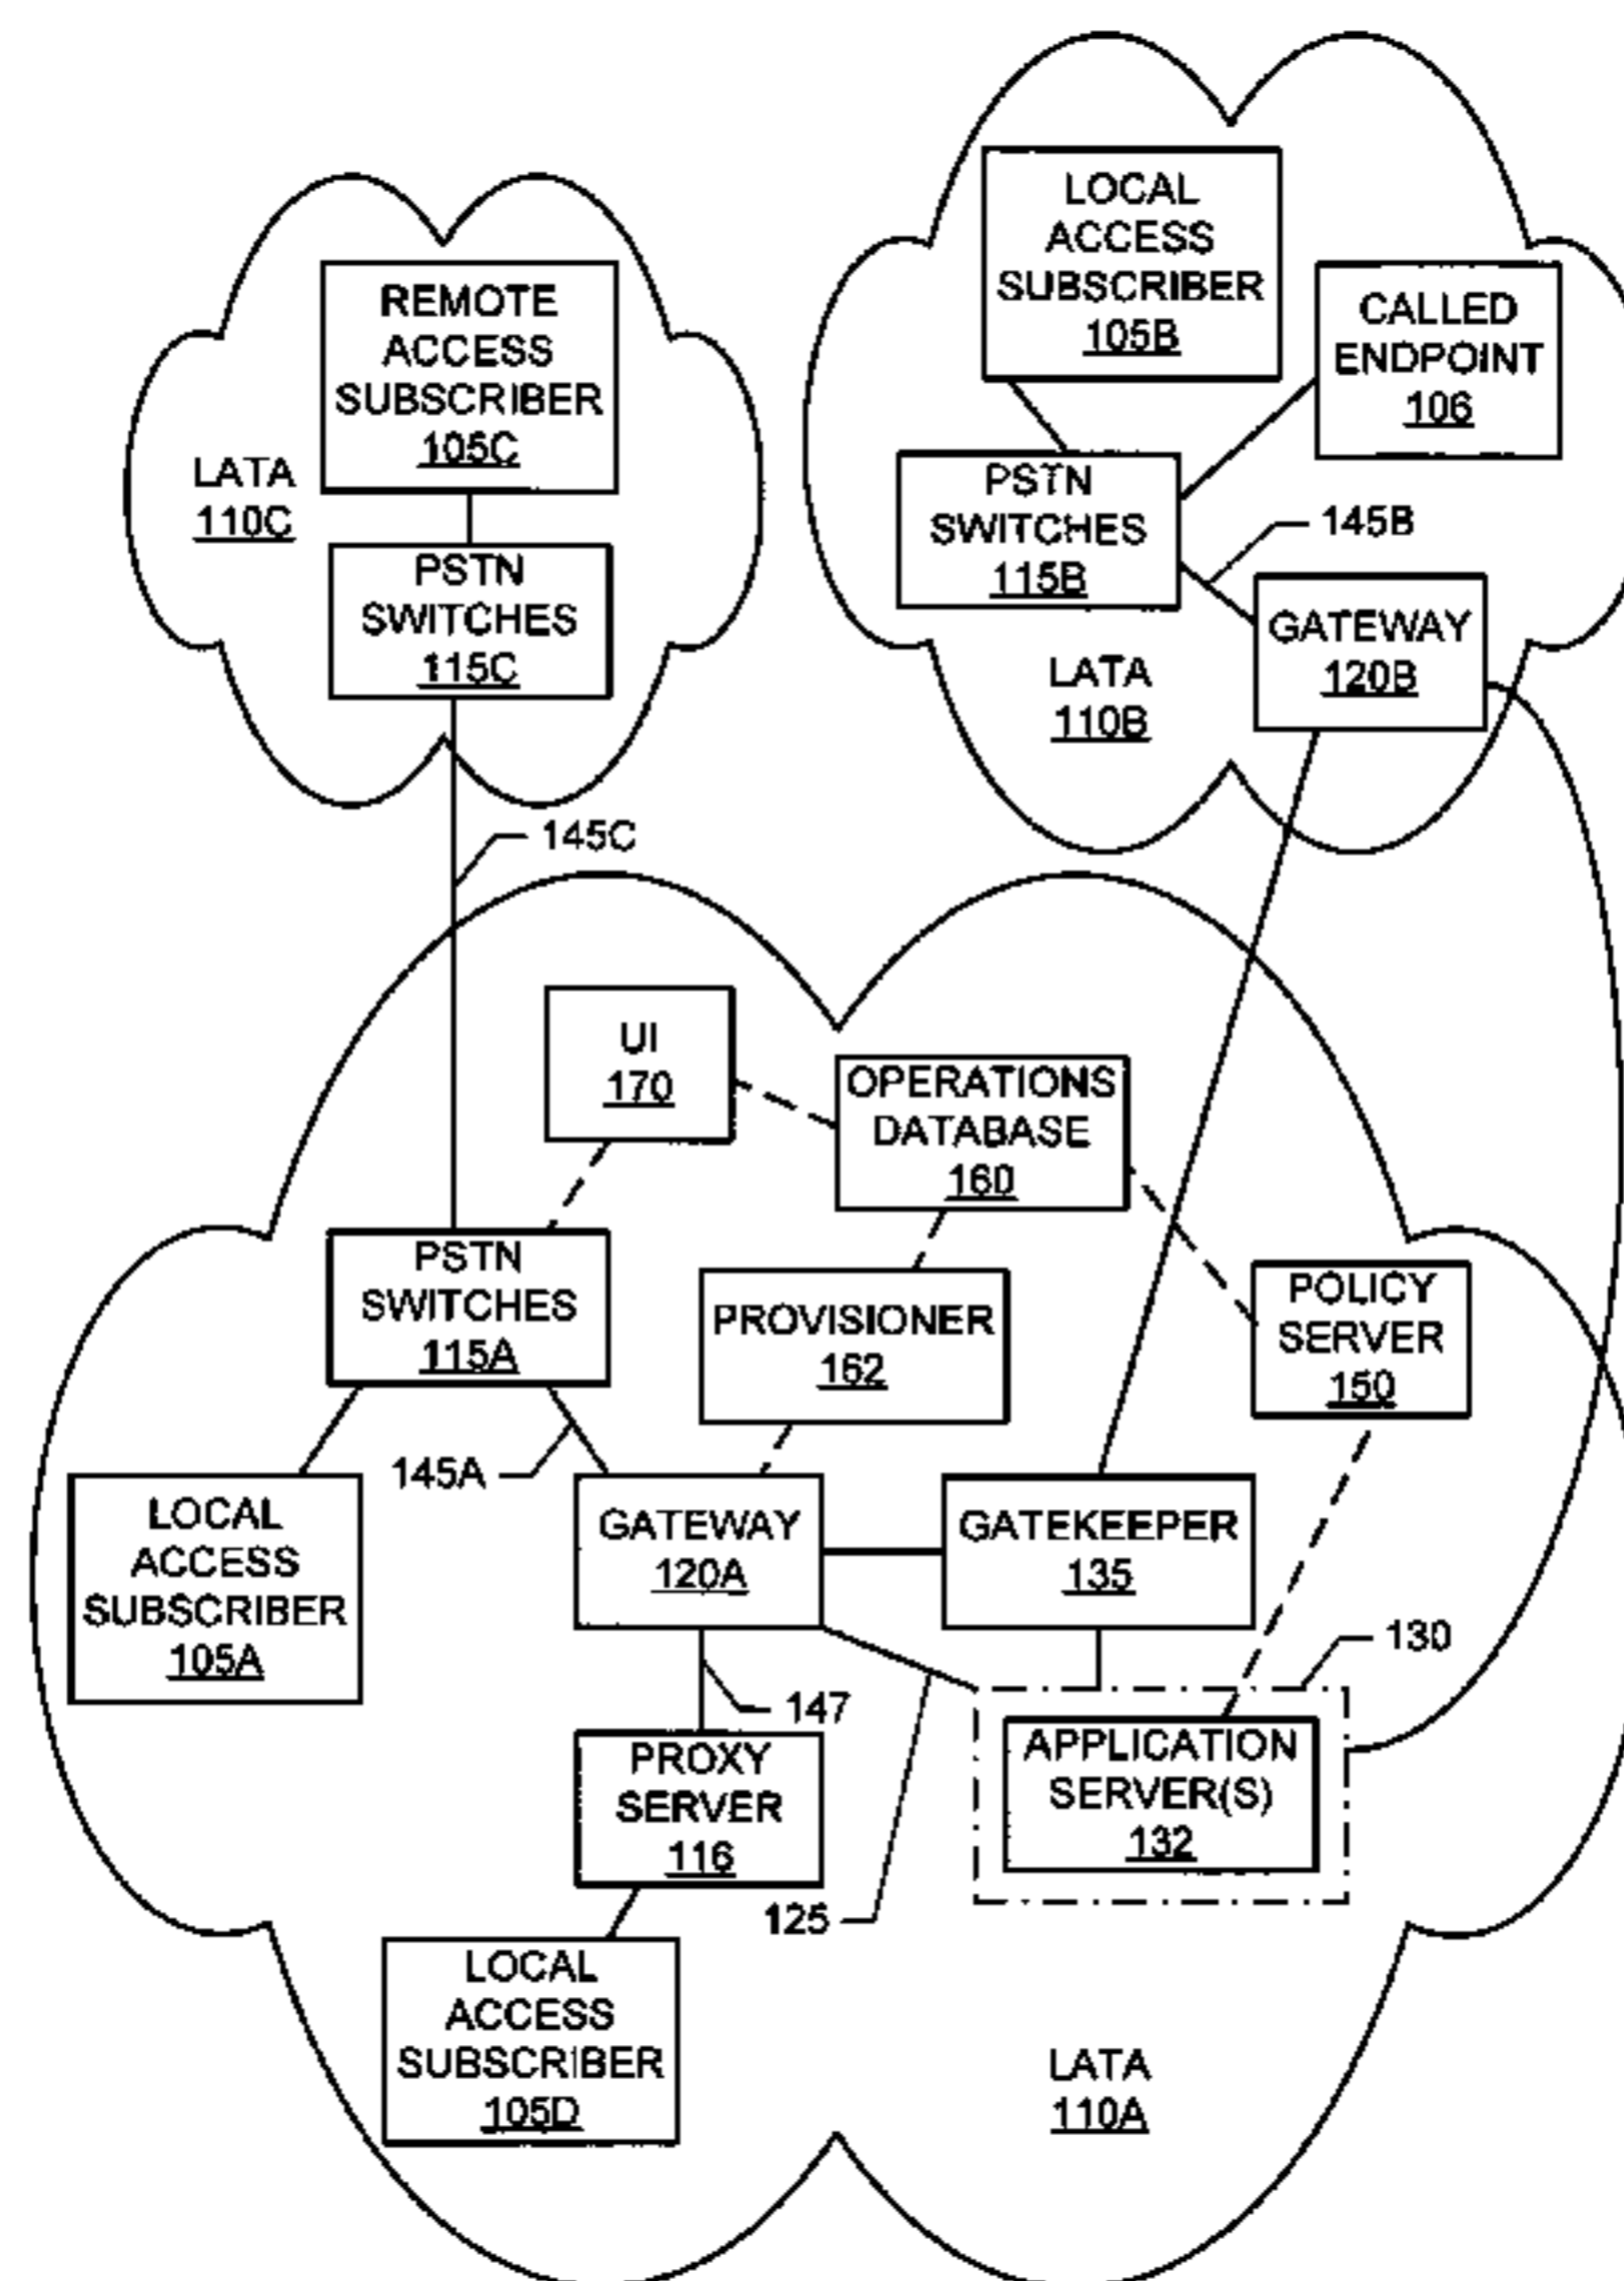 LOCAL
ACCESS
SUBSCRIBER
105B
CALLED
ENDPOINT
106
REMOTE
ACCESS
SUBSCRIBER
105C
LATA
110C
PSTN
SWITCHES
115C
PSTN
SWITCHES
115B
145B
GATEWAY
120B
LATA
110B
145C
UI
170
OPERATIONS
DATABASE
160
PSTN
SWITCHES
115A
PROVISIONER
162
POLICY
SERVER
150
145A
LOCAL
ACCESS
SUBSCRIBER
105A
GATEWAY
120A
GATEKEEPER
135
130
147
PROXY
SERVER
116
APPLICATION
SERVER(S)
132
125
LOCAL
ACCESS
SUBSCRIBER
105D
LATA
110A